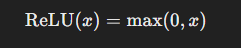 ReLU(x) = max(0, x)